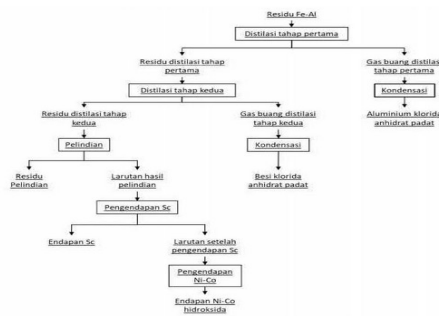 Residu Fe-Al
Distilasi tahap pertama
Residu distilasi tahap
pertama
Gas buang distilasi
tahap pertama
Distilasi tahap kedua
Kondensasi
Residu distilasi tahap
kedua
Gas buang distilasi
tahap kedua
Aluminium klorida
anhidrat padat
Pelindian
Kondensasi
Residu
Pelindian
Larutan hasil
pelindian
Besi klorida
anhidrat padat
Pengendapan Sc
Endapan Sc
Larutan setelah
pengendapan Sc
Pengendapan
Ni-Co
Endapan Ni-Co
hidroksida